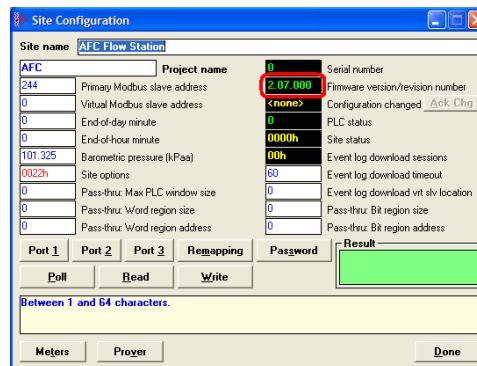 Site Configuration
Site name AFC Flow Station
AFC Project name 0 Serial number
244 Primary Modbus slave address 2.07.000 Firmware version/revision number
0 Virtual Modbus slave address <none> Configuration changed Ack Chg
0 End-of-day minute 0 PLC status
0 End-of-hour minute 0000h Site status
101.325 Barometric pressure (kPaa) 00h Event log download sessions
0022h Site options 60 Event log download timeout
0 Pass-thru: Max PLC window size 0 Event log download vrt slv location
0 Pass-thru: Word region size 0 Pass-thru: Bit region size
0 Pass-thru: Word region address 0 Pass-thru: Bit region address
Port 1 Port 2 Port 3 Remapping Password Result
Poll Read Write
Between 1 and 64 characters.
Meters Prover Done